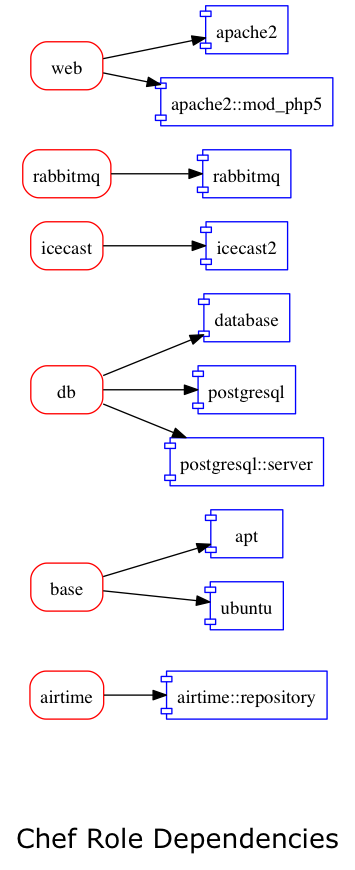 apache2
web
apache2::mod_php5
rabbitmq
rabbitmq
icecast
icecast2
database
db
postgresql
postgresql::server
apt
base
ubuntu
airtime
airtime::repository
Chef Role Dependencies